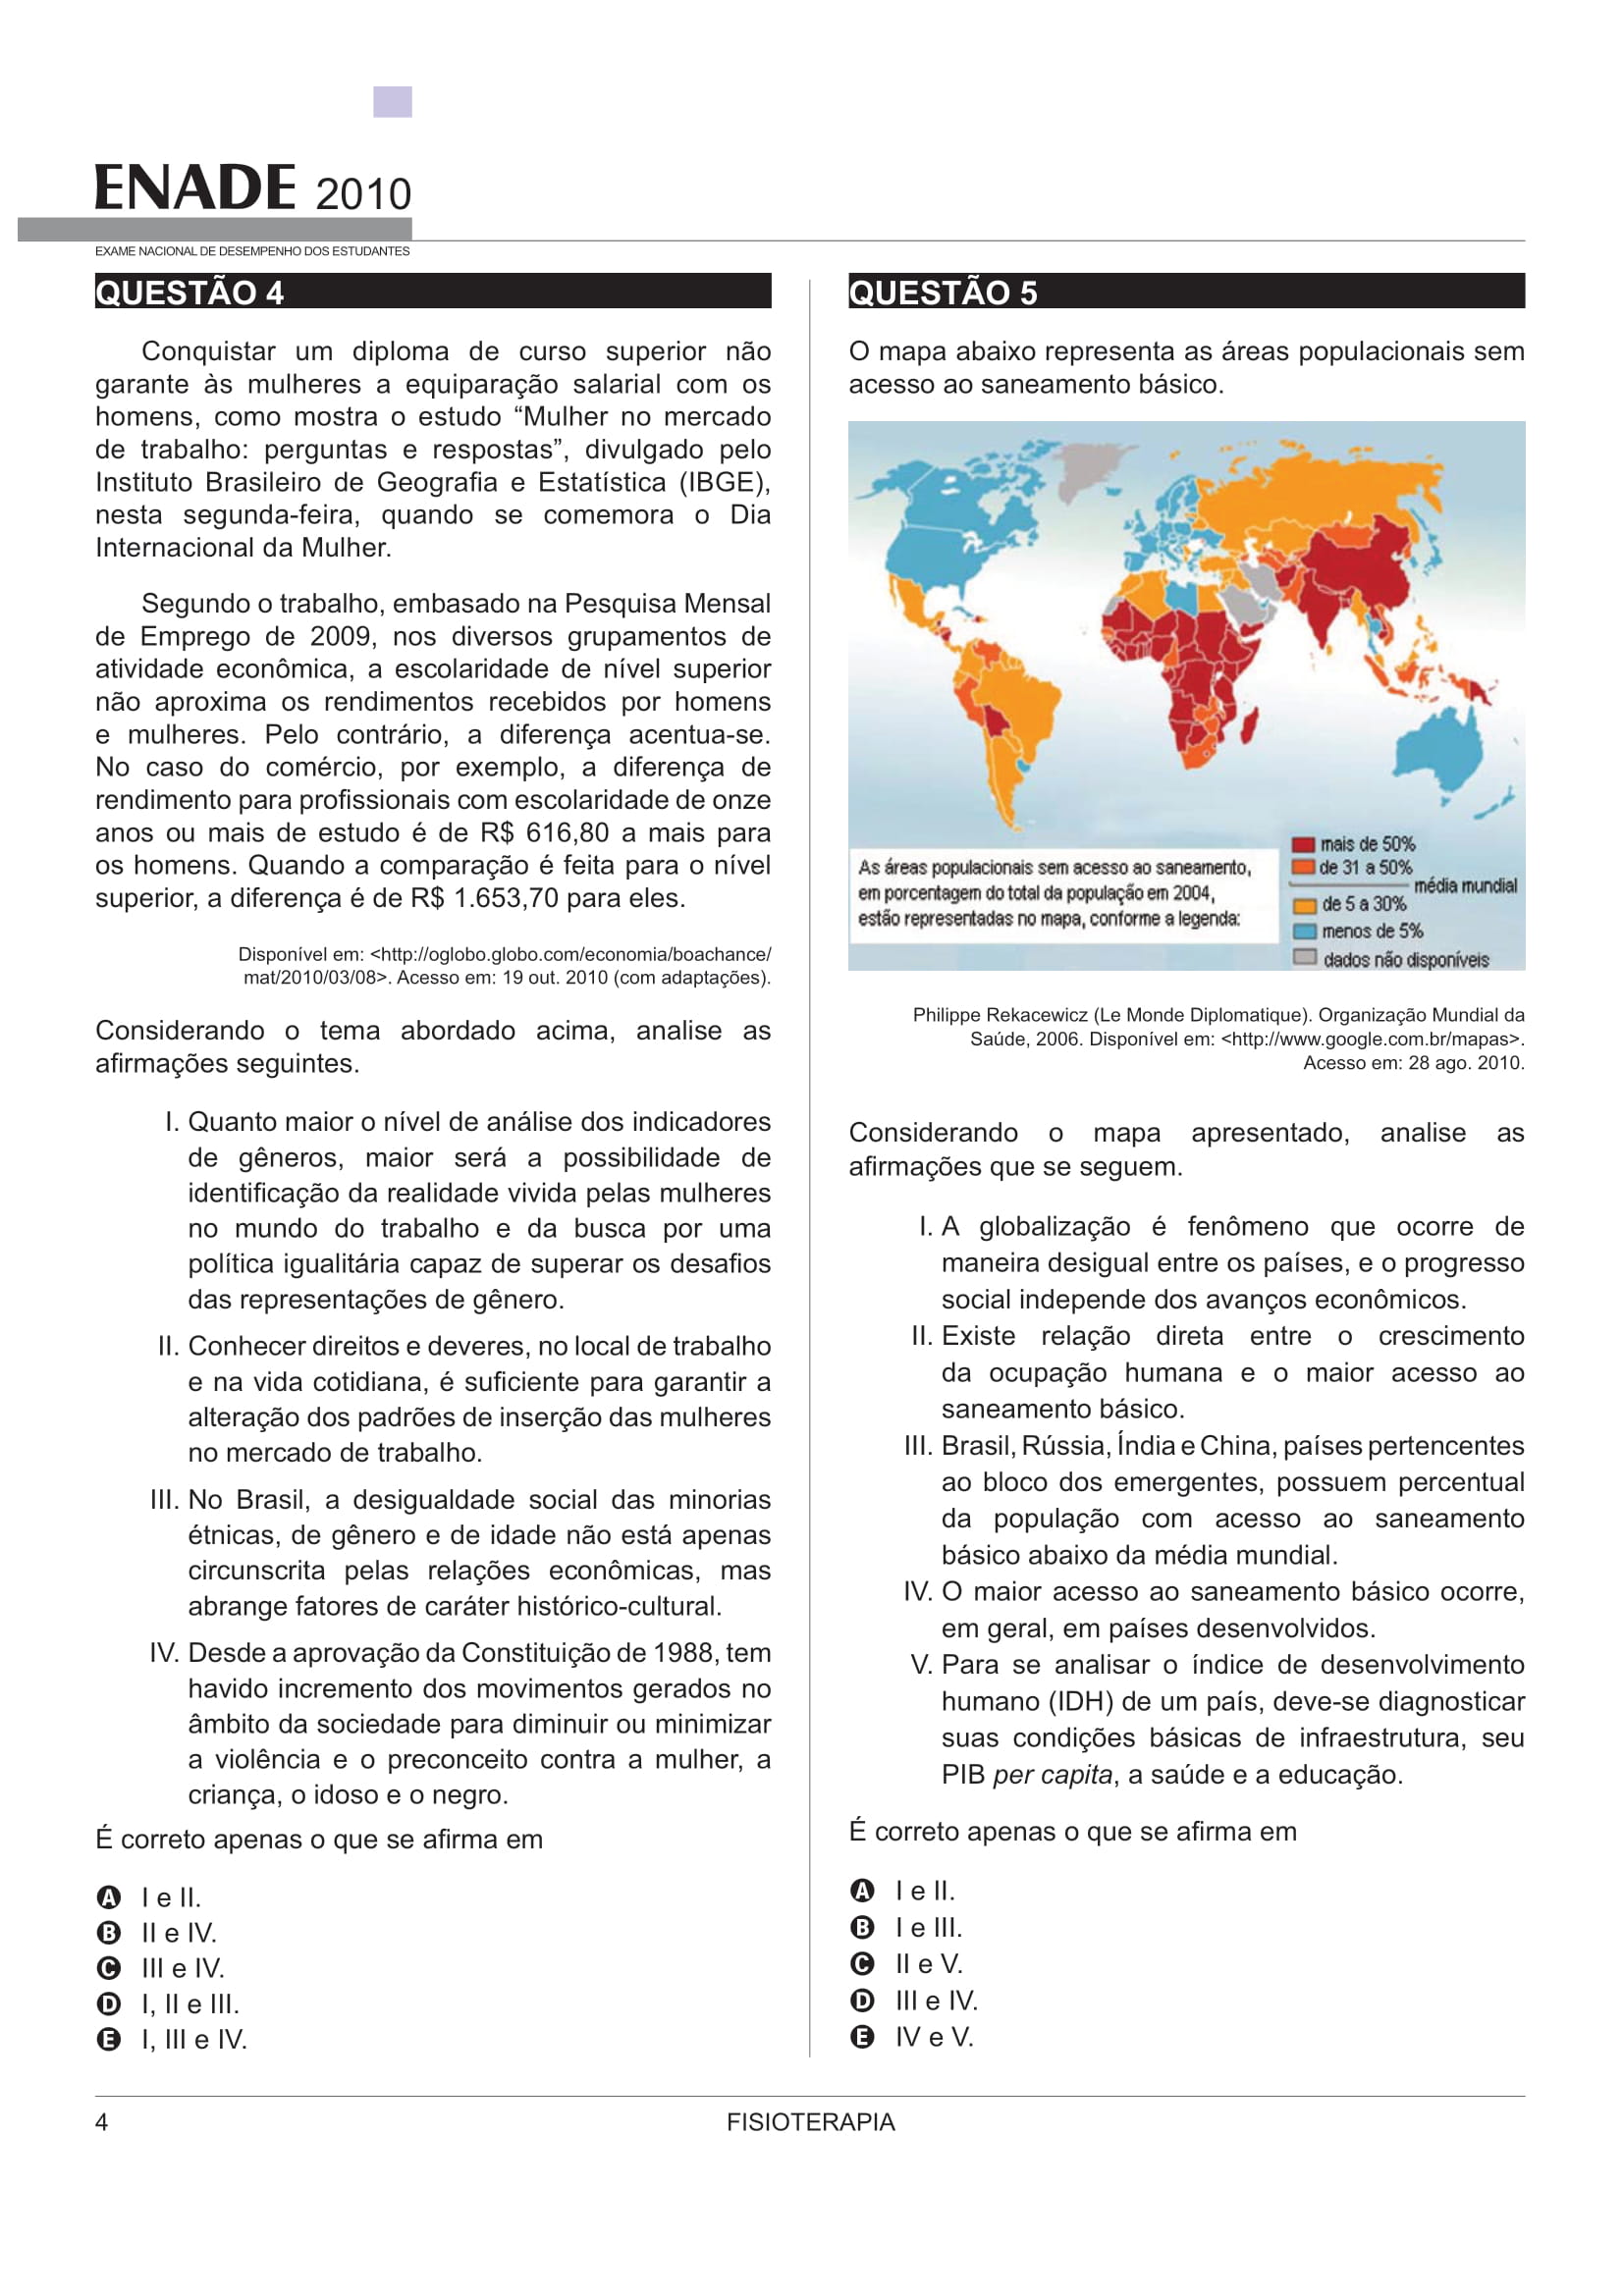 ENADE 2010
EXAME NACIONAL DE DESEMPENHO DOS ESTUDANTES
QUESTÃO 4
Conquistar um diploma de curso superior não
garante às mulheres a equiparação salarial com os
homens, como mostra o estudo “Mulher no mercado
de trabalho: perguntas e respostas”, divulgado pelo
Instituto Brasileiro de Geografia e Estatística (IBGE),
nesta segunda-feira, quando se comemora o Dia
Internacional da Mulher.
Segundo o trabalho, embasado na Pesquisa Mensal
de Emprego de 2009, nos diversos grupamentos de
atividade econômica, a escolaridade de nível superior
não aproxima os rendimentos recebidos por homens
e mulheres. Pelo contrário, a diferença acentua-se.
No caso do comércio, por exemplo, a diferença de
rendimento para profissionais com escolaridade de onze
anos ou mais de estudo é de R$ 616,80 a mais para
os homens. Quando a comparação é feita para o nível
superior, a diferença é de R$ 1.653,70 para eles.
Disponível em: <http://oglobo.globo.com/economia/boachance/
mat/2010/03/08>. Acesso em: 19 out. 2010 (com adaptações).
Considerando o tema abordado acima, analise as
afirmações seguintes.
I. Quanto maior o nível de análise dos indicadores
de gêneros, maior será a possibilidade de
identificação da realidade vivida pelas mulheres
no mundo do trabalho e da busca por uma
política igualitária capaz de superar os desafios
das representações de gênero.
II. Conhecer direitos e deveres, no local de trabalho
e na vida cotidiana, é suficiente para garantir a
alteração dos padrões de inserção das mulheres
no mercado de trabalho.
III. No Brasil, a desigualdade social das minorias
étnicas, de gênero e de idade não está apenas
circunscrita pelas relações econômicas, mas
abrange fatores de caráter histórico-cultural.
IV. Desde a aprovação da Constituição de 1988, tem
havido incremento dos movimentos gerados no
âmbito da sociedade para diminuir ou minimizar
a violência e o preconceito contra a mulher, a
criança, o idoso e o negro.
É correto apenas o que se afirma em
A I e II.
B II e IV.
C III e IV.
D I, II e III.
E I, III e IV.
QUESTÃO 5
O mapa abaixo representa as áreas populacionais sem
acesso ao saneamento básico.
As áreas populacionais sem acesso ao saneamento,
em porcentagem do total da população em 2004,
estão representadas no mapa, conforme a legenda:
mais de 50%
de 31 a 50%
média mundial
de 5 a 30%
menos de 5%
dados não disponíveis
Philippe Rekacewicz (Le Monde Diplomatique). Organização Mundial da
Saúde, 2006. Disponível em: <http://www.google.com.br/mapas>.
Acesso em: 28 ago. 2010.
Considerando o mapa apresentado, analise as
afirmações que se seguem.
I. A globalização é fenômeno que ocorre de
maneira desigual entre os países, e o progresso
social independe dos avanços econômicos.
II. Existe relação direta entre o crescimento
da ocupação humana e o maior acesso ao
saneamento básico.
III. Brasil, Rússia, Índia e China, países pertencentes
ao bloco dos emergentes, possuem percentual
da população com acesso ao saneamento
básico abaixo da média mundial.
IV. O maior acesso ao saneamento básico ocorre,
em geral, em países desenvolvidos.
V. Para se analisar o índice de desenvolvimento
humano (IDH) de um país, deve-se diagnosticar
suas condições básicas de infraestrutura, seu
PIB per capita, a saúde e a educação.
É correto apenas o que se afirma em
A I e II.
B I e III.
C II e V.
D III e IV.
E IV e V.
4
FISIOTERAPIA